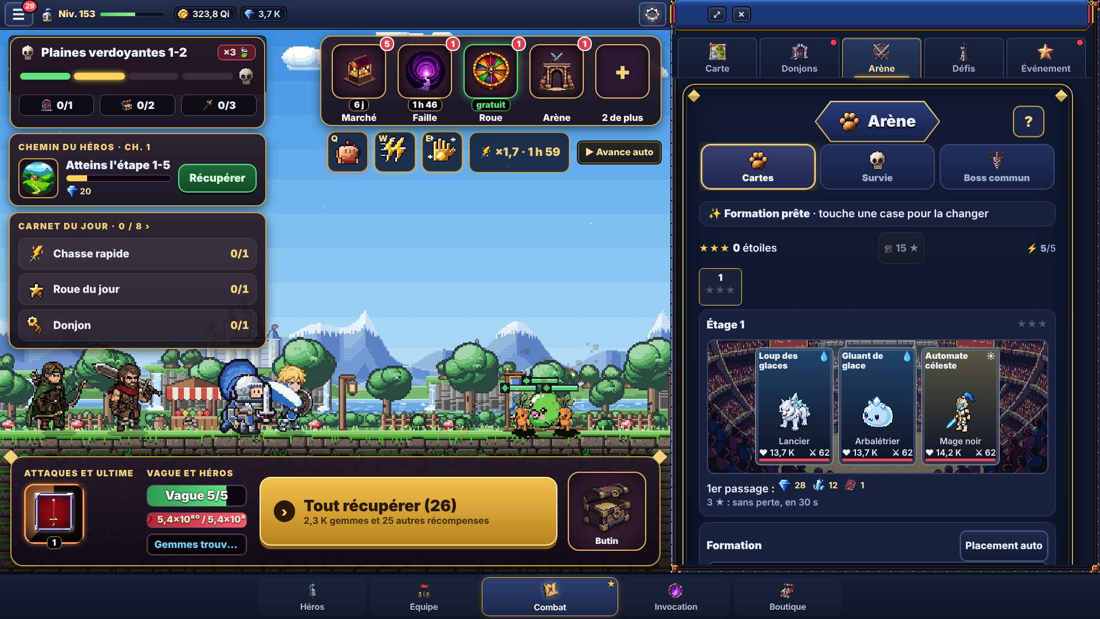 28
Niv. 153
323,8 Qi
3,7 K
Plaines verdoyantes 1-2
×3
0/1
0/2
0/3
CHEMIN DU HÉROS · CH. 1
Atteins l'étape 1-5
20
Récupérer
CARNET DU JOUR · 0 / 8 ›
Chasse rapide
0/1
Roue du jour
0/1
Donjon
0/1
5
1
1
1
6 j
1 h 46
gratuit
+
Marché
Faille
Roue
Arène
2 de plus
Q
W
E
×1,7 · 1 h 59
Avance auto
ATTAQUES ET ULTIME
1
VAGUE ET HÉROS
Vague 5/5
Gemmes trouv...
Tout récupérer (26)
2,3 K gemmes et 25 autres récompenses
Butin
Héros
Équipe
Combat
Invocation
Boutique
Carte
Donjons
Arène
Défis
Événement
Arène
?
Cartes
Survie
Boss commun
Formation prête · touche une case pour la changer
0 étoiles
15 ★
5/5
1
★★★
Étage 1
★★★
Loup des glaces
Lancier
13,7 K
62
Gluant de glace
Arbalétrier
13,7 K
62
Automate céleste
Mage noir
14,2 K
62
1er passage :
28
12
1
3 ★ : sans perte, en 30 s
Formation
Placement auto